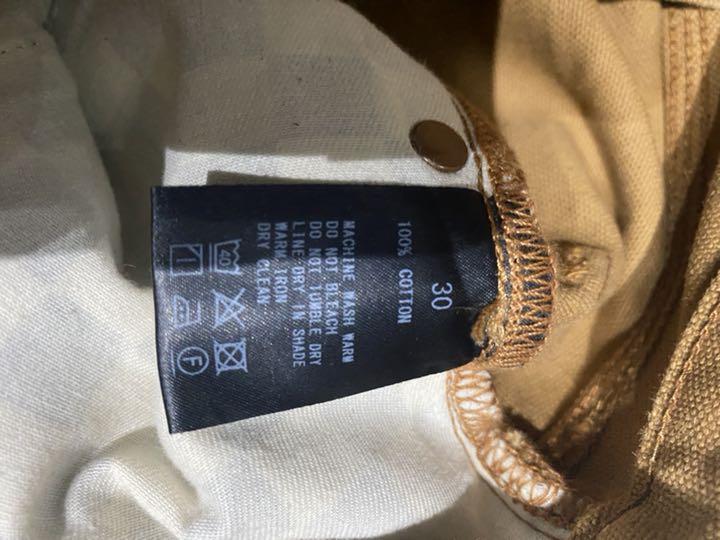 30
100% COTTON
MACHINE WASH WARM
DO NOT BLEACH
DO NOT TUMBLE DRY
LINE DRY IN SHADE
WARM IRON
DRY CLEAN
40
F